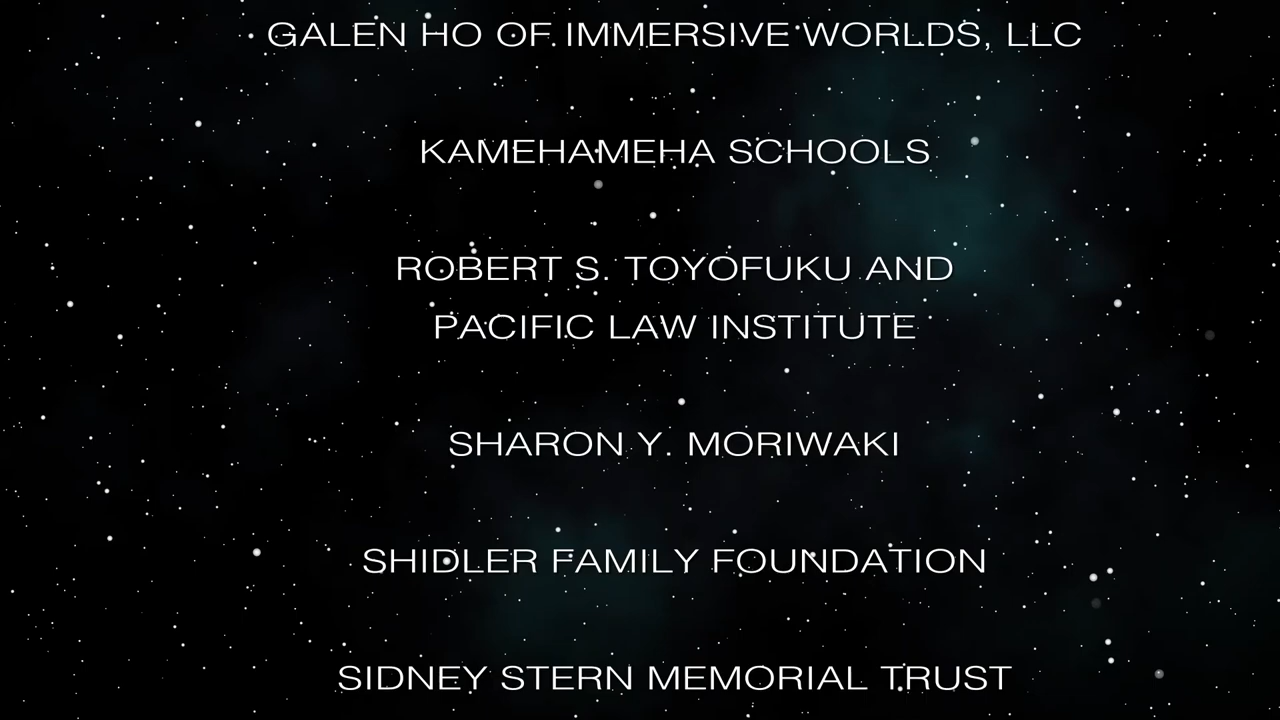 GALEN HO OF IMMERSIVE WORLDS, LLC
KAMEHAMEHA SCHOOLS
ROBERT S. TOYOFUKU AND
PACIFIC LAW INSTITUTE
SHARON Y. MORIWAKI
SHIDLER FAMILY FOUNDATION
SIDNEY STERN MEMORIAL TRUST